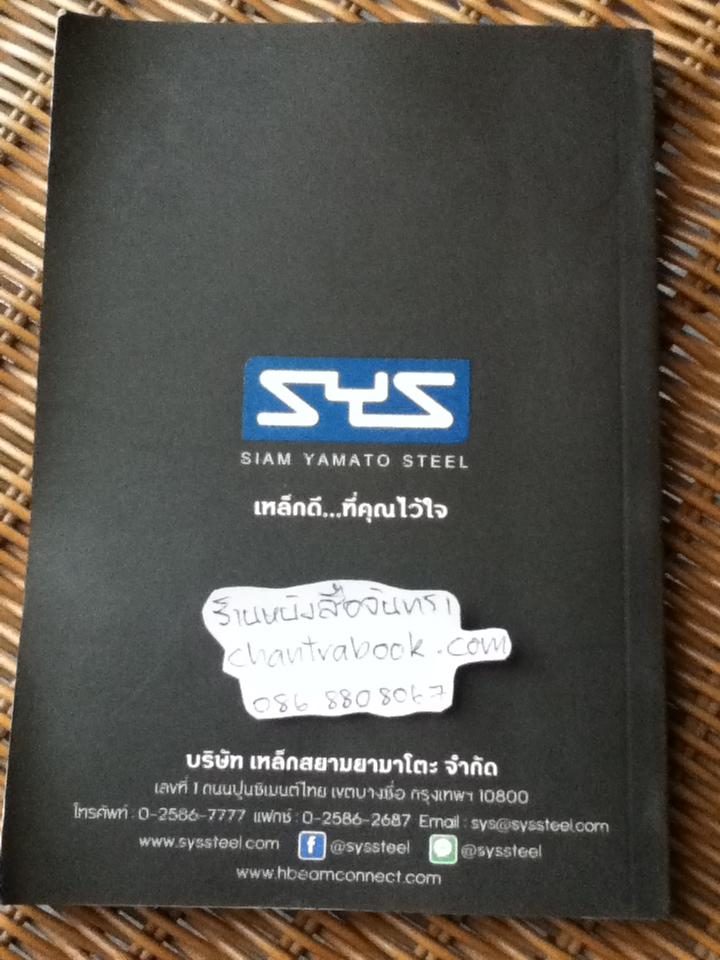 SYS
SIAM YAMATO STEEL
เหล็กดี...ที่คุณไว้ใจ
ร้านหนังสือจันทรา
chantrabook.com
086 8808067
บริษัท เหล็กสยามยามาโตะ จำกัด
เลขที่ 1 ถนนปูนซิเมนต์ไทย เขตบางซื่อ กรุงเทพฯ 10800
โทรศัพท์ : 0-2586-7777 แฟกซ์ : 0-2586-2687 Email : sys@syssteel.com
www.syssteel.com @syssteel @syssteel
www.hbeamconnect.com